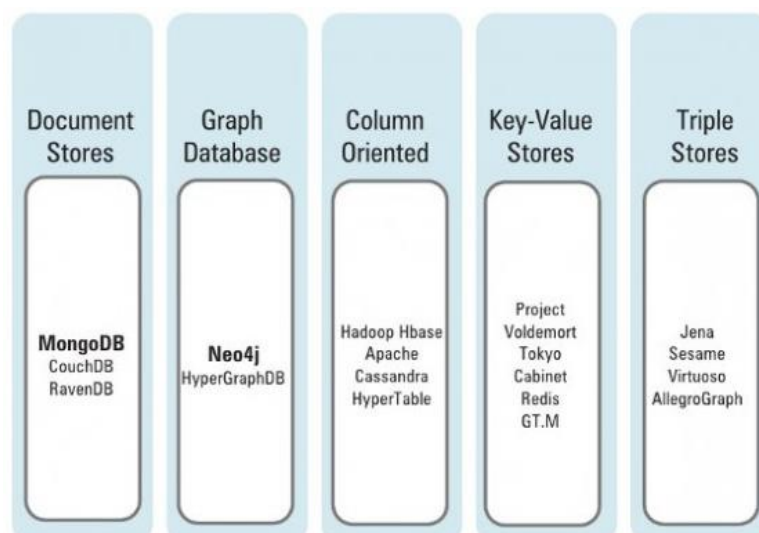 Document
Stores
MongoDB
CouchDB
RavenDB
Graph
Database
Neo4j
HyperGraphDB
Column
Oriented
Hadoop Hbase
Apache
Cassandra
HyperTable
Key-Value
Stores
Project
Voldemort
Tokyo
Cabinet
Redis
GT.M
Triple
Stores
Jena
Sesame
Virtuoso
AllegroGraph